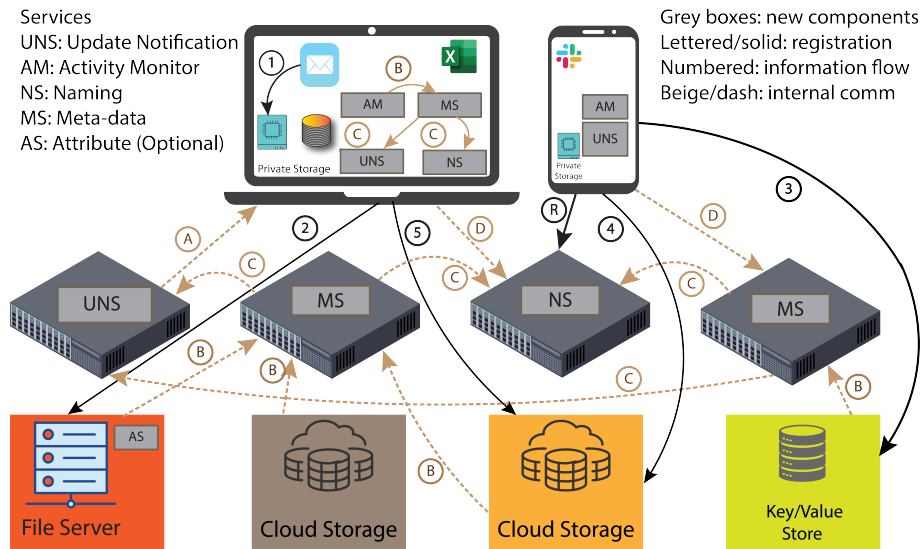 Services
UNS: Update Notification
AM: Activity Monitor
NS: Naming
MS: Meta-data
AS: Attribute (Optional)
Grey boxes: new components
Lettered/solid: registration
Numbered: information flow
Beige/dash: internal comm
1
B
X
AM
MS
C
C
UNS
NS
Private Storage
AM
UNS
Private
Storage
3
A
2
5
D
R
4
D
C
C
C
UNS
MS
NS
MS
B
B
C
B
B
AS
File Server
Cloud Storage
Cloud Storage
Key/Value
Store